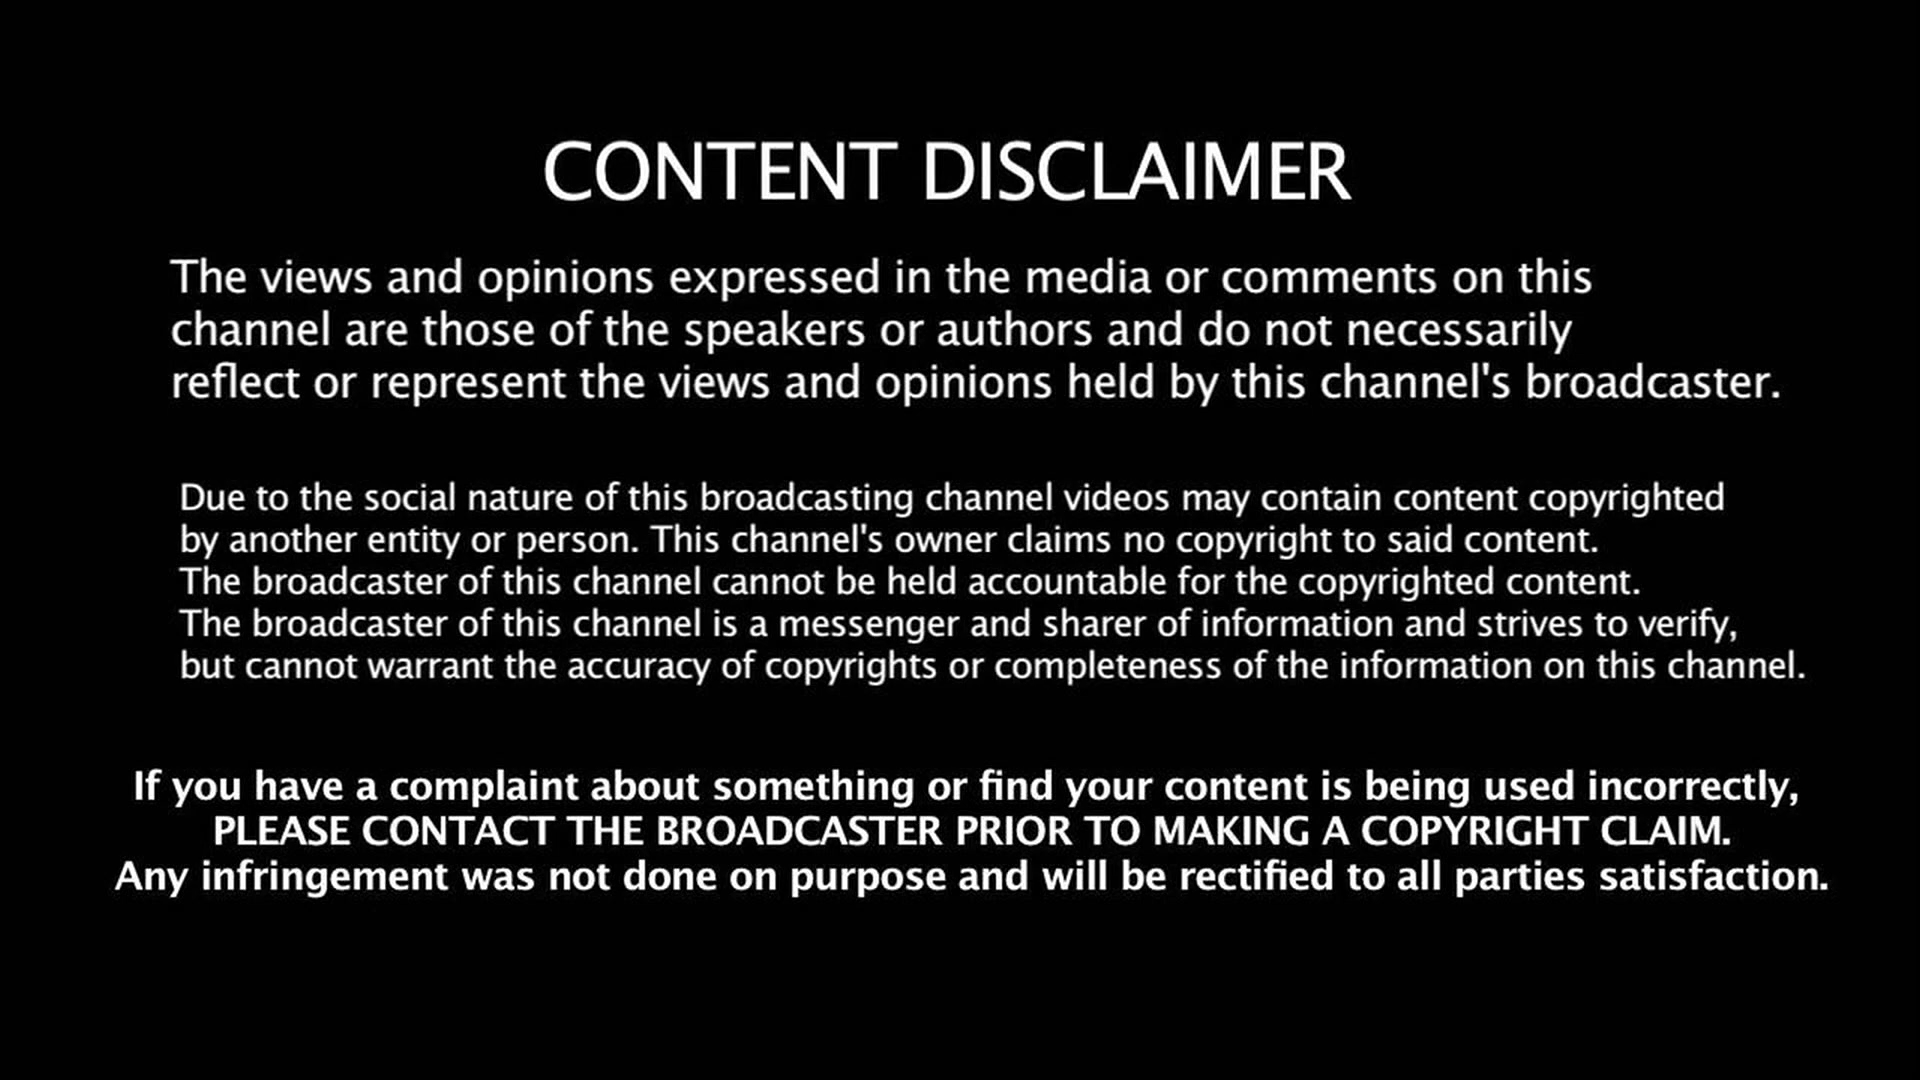 CONTENT DISCLAIMER
The views and opinions expressed in the media or comments on this
channel are those of the speakers or authors and do not necessarily
reflect or represent the views and opinions held by this channel's broadcaster.
Due to the social nature of this broadcasting channel videos may contain content copyrighted
by another entity or person. This channel's owner claims no copyright to said content.
The broadcaster of this channel cannot be held accountable for the copyrighted content.
The broadcaster of this channel is a messenger and sharer of information and strives to verify,
but cannot warrant the accuracy of copyrights or completeness of the information on this channel.
If you have a complaint about something or find your content is being used incorrectly,
PLEASE CONTACT THE BROADCASTER PRIOR TO MAKING A COPYRIGHT CLAIM.
Any infringement was not done on purpose and will be rectified to all parties satisfaction.